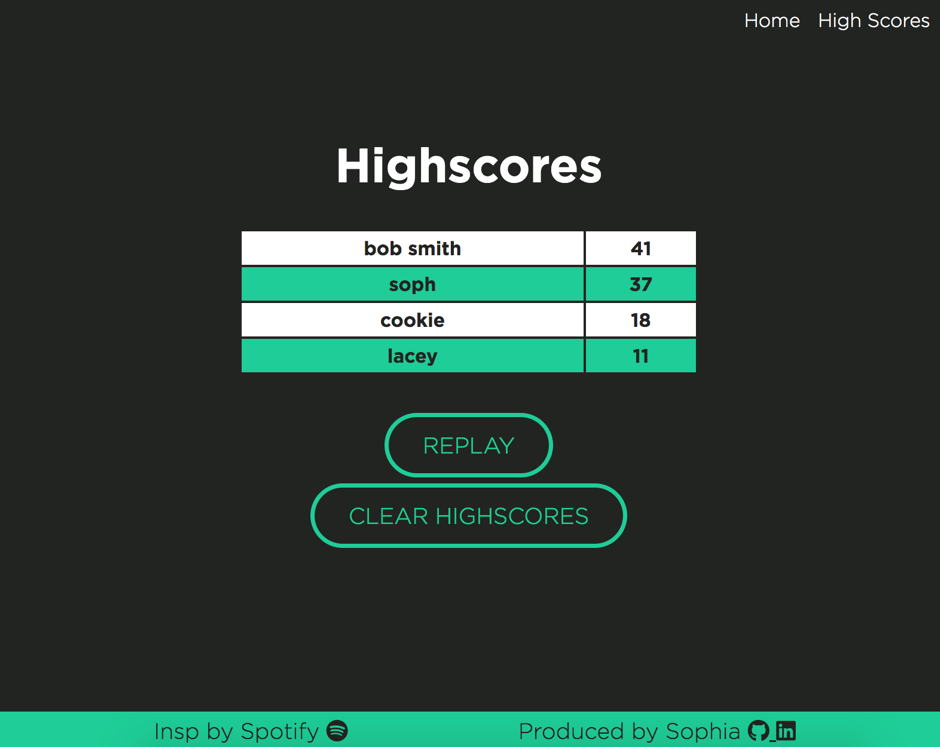 Home High Scores
Highscores
bob smith 41
soph 37
cookie 18
lacey 11
REPLAY
CLEAR HIGHSCORES
Insp by Spotify Produced by Sophia in